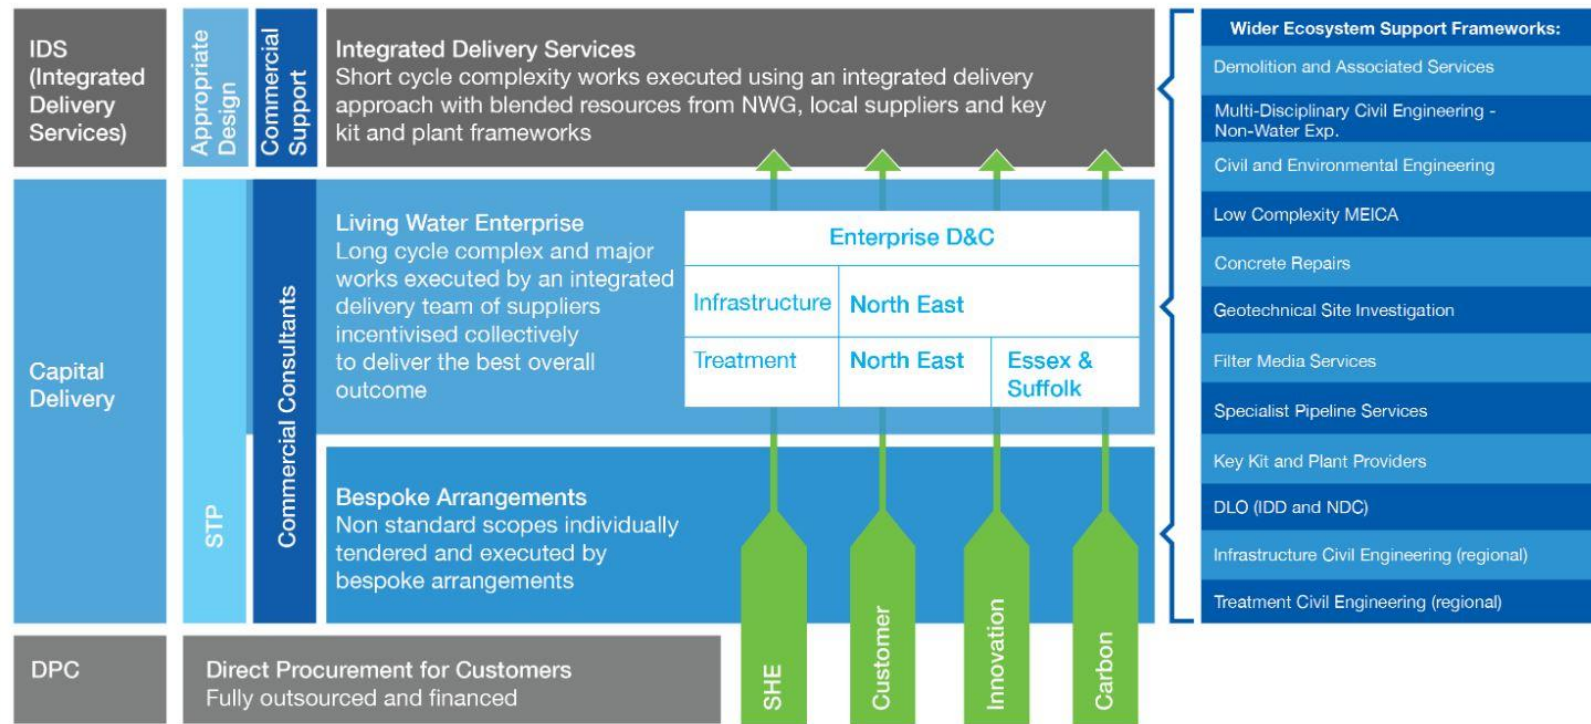 IDS
(Integrated
Delivery
Services)
Appropriate
Design
Commercial
Support
Integrated Delivery Services
Short cycle complexity works executed using an integrated delivery
approach with blended resources from NWG, local suppliers and key
kit and plant frameworks
Capital
Delivery
STP
Commercial Consultants
Living Water Enterprise
Long cycle complex and major
works executed by an integrated
delivery team of suppliers
incentivised collectively
to deliver the best overall
outcome
Enterprise D&C
Infrastructure
North East
Treatment
North East
Essex &
Suffolk
Bespoke Arrangements
Non standard scopes individually
tendered and executed by
bespoke arrangements
DPC
Direct Procurement for Customers
Fully outsourced and financed
SHE
Customer
Innovation
Carbon
Wider Ecosystem Support Frameworks:
Demolition and Associated Services
Multi-Disciplinary Civil Engineering -
Non-Water Exp.
Civil and Environmental Engineering
Low Complexity MEICA
Concrete Repairs
Geotechnical Site Investigation
Filter Media Services
Specialist Pipeline Services
Key Kit and Plant Providers
DLO (IDD and NDC)
Infrastructure Civil Engineering (regional)
Treatment Civil Engineering (regional)